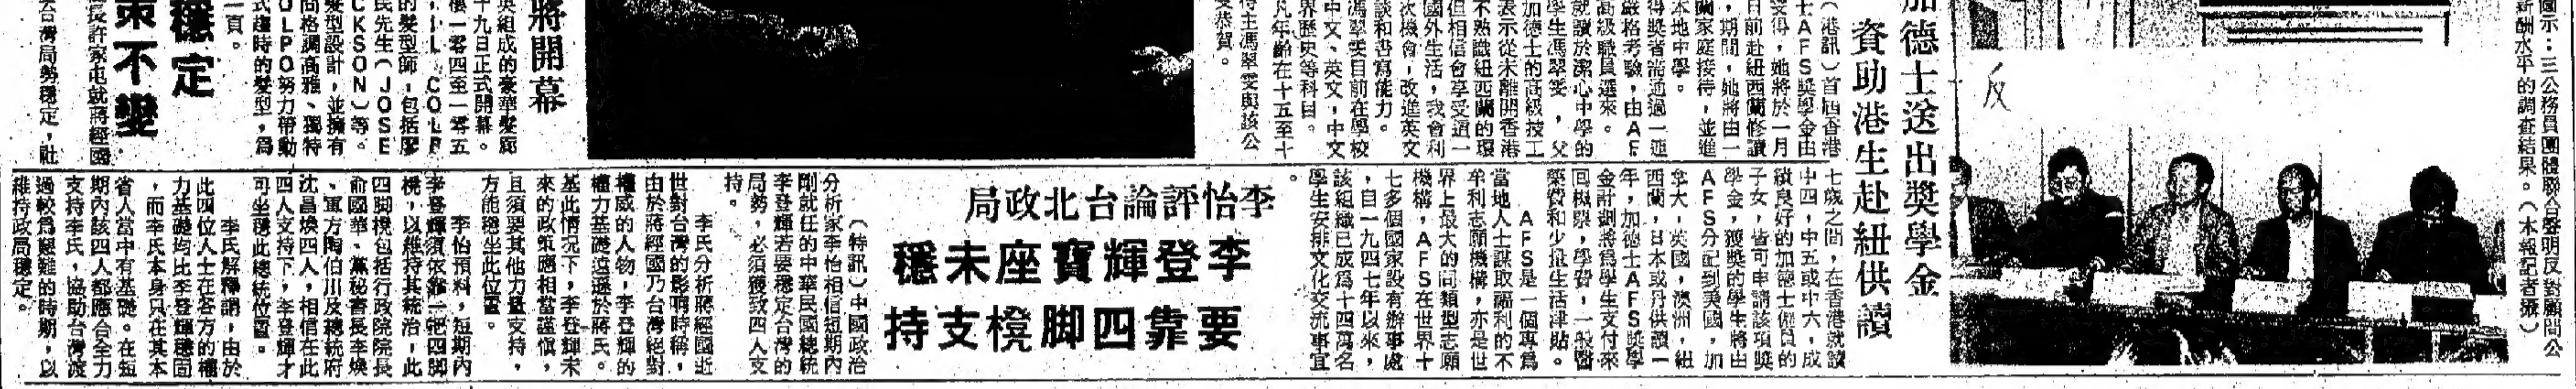 圖示：三公務員團體聯合聲明反對顧問公
薪酬水平的調查結果。（本報記者攝）
反
加德士送出獎學金
資助港生赴紐供讀
（港訊）首屆香港
士AFS獎學金由
雯得，她將於一月
日前赴紐西蘭修讀
，期間，她將由一
蘭家庭接待，並進
本地中學。
得獎者需通過一連
嚴格考驗，由AF
高級職員選來。
就讀於潔心中學的
學生馮翠雯，父
加德士的高級技工
表示從未離開香港
不熟識紐西蘭的環
但相信會享受這一
國外生活，我會利
次機會，改進英文
談和書寫能力。
馮翠雯目前在學校
中文、英文，中文
界歷史等科目。
凡年齡在十五至十
七歲之間，在香港就讀
中四，中五或中六，成
績良好的加德士僱員的
子女，皆可申請該項獎
學金，獲獎的學生將由
AFS分配到美國，加
拿大，英國，澳洲，紐
西蘭，日本或丹供讀一
年，加德士AFS獎學
金計劃將爲學生支付來
回機票，學費，一般醫
藥費和少量生活津貼。
AFS是一個專爲
當地人士謀取福利的不
牟利志願機構，亦是世
界上最大的同類型志願
機構，AFS在世界十
七多個國家設有辦事處
，自一九四七年以來，
該組織已成爲十四萬名
學生安排文化交流事宜
。
待主馮翠雯與該公
受恭賀。
李怡評論台北政局
李登輝寶座未穩
要靠四脚櫈支持
（特訊）中國政治
分析家李怡相信短期內
剛就任的中華民國總統
李登輝若要穩定台灣的
局勢，必須獲致四人支
持。
李民分析蔣經國逝
世對台灣的影响時稱，
由於蔣經國乃台灣絕對
權威的人物，李登輝的
權力基礎遠遜於蔣氏。
基此情況下，李登輝未
來的政策應相當謹愼，
且須要其他力量支持，
方能穩坐此位置。
李怡預料，短期內
李登輝須依靠一把四脚
櫈，以維持其統治，此
四脚櫈包括行政院院長
俞國華、黨秘書長李煥
、軍方陶伯川及總統府
沈昌煥四人，相信在此
四人支持下，李登輝才
可坐穩此總統位置。
李氏解釋謂，由於
此四位人士在各方的權
力基礎均比李登輝穩固
，而李氏本身只在其本
省人當中有基礎。在短
期內該四人都應合全力
支持李氏，協助台灣渡
過較爲艱難的時期，以
維持政局穩定。
將開幕
英組成的豪華髮廊
十九日正式開幕。
樓一零四至一零五
ILL COLP
的髮型師，包括廖
民先生（JOSE
CKSON）等。
髮型設計，並擁有
間格調高雅、獨特
OLPO努力帶動
式趨時的髮型，爲
一頁。
穩定
策不變
長許家屯就蔣經國
台灣局勢穩定，社